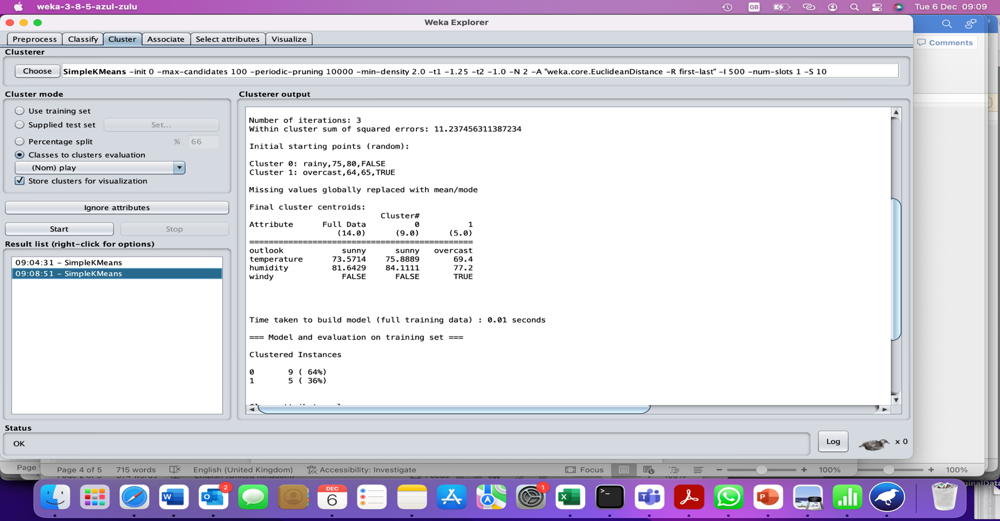 weka-3-8-5-azul-zulu
GB
Tue 6 Dec 09:09
Weka Explorer
Preprocess Classify Cluster Associate Select attributes Visualize
Comments
Clusterer
Choose SimpleKMeans -init 0 -max-candidates 100 -periodic-pruning 10000 -min-density 2.0 -t1 -1.25 -t2 -1.0 -N 2 -A "weka.core.EuclideanDistance -R first-last" -I 500 -num-slots 1 -S 10
Cluster mode
Use training set
Supplied test set Set...
Percentage split % 66
Classes to clusters evaluation
(Nom) play
Store clusters for visualization
Ignore attributes
Start Stop
Result list (right-click for options)
09:04:31 - SimpleKMeans
09:08:51 - SimpleKMeans
Clusterer output
Number of iterations: 3
Within cluster sum of squared errors: 11.237456311387234
Initial starting points (random):
Cluster 0: rainy,75,80,FALSE
Cluster 1: overcast,64,65,TRUE
Missing values globally replaced with mean/mode
Final cluster centroids:
Cluster#
Attribute Full Data 0 1
(14.0) (9.0) (5.0)
==============================================
outlook sunny sunny overcast
temperature 73.5714 75.8889 69.4
humidity 81.6429 84.1111 77.2
windy FALSE FALSE TRUE
Time taken to build model (full training data) : 0.01 seconds
=== Model and evaluation on training set ===
Clustered Instances
0 9 ( 64%)
1 5 ( 36%)
Status
OK
Log
x 0
Page
Page 4 of 5 715 words English (United Kingdom) Accessibility: Investigate Focus 100% 100%
W
O
2
DEC
6
1
X
>_
T
P